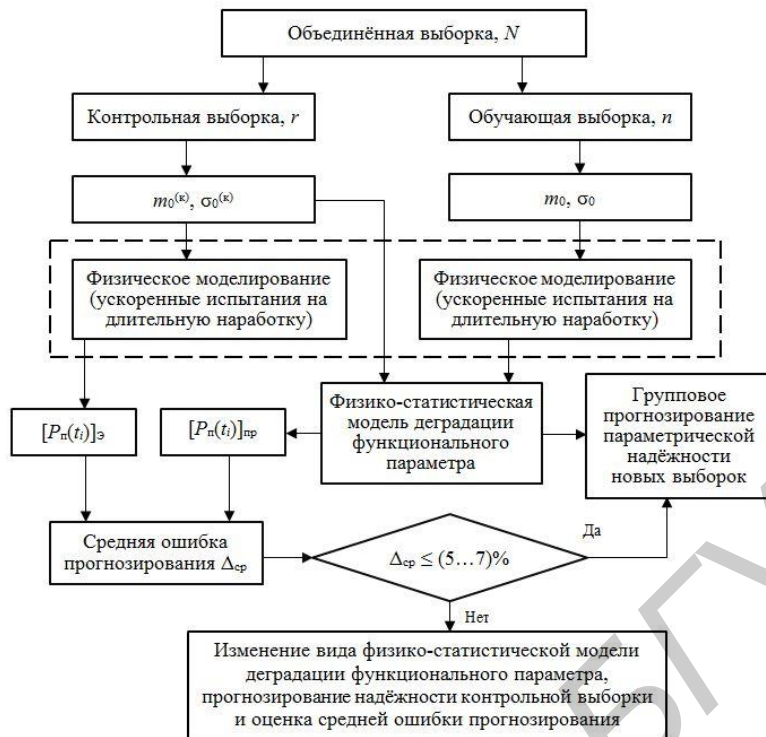 Объединённая выборка, N
Контрольная выборка, r
Обучающая выборка, n
m₀⁽ᵏ⁾, σ₀⁽ᵏ⁾
m₀, σ₀
Физическое моделирование
(ускоренные испытания на
длительную наработку)
Физическое моделирование
(ускоренные испытания на
длительную наработку)
[Pп(tᵢ)]э
[Pп(tᵢ)]пр
Физико-статистическая
модель деградации
функционального
параметра
Групповое
прогнозирование
параметрической
надёжности
новых выборок
Средняя ошибка
прогнозирования Δср
Δср ≤ (5…7)%
Да
Нет
Изменение вида физико-статистической модели
деградации функционального параметра,
прогнозирование надёжности контрольной выборки
и оценка средней ошибки прогнозирования